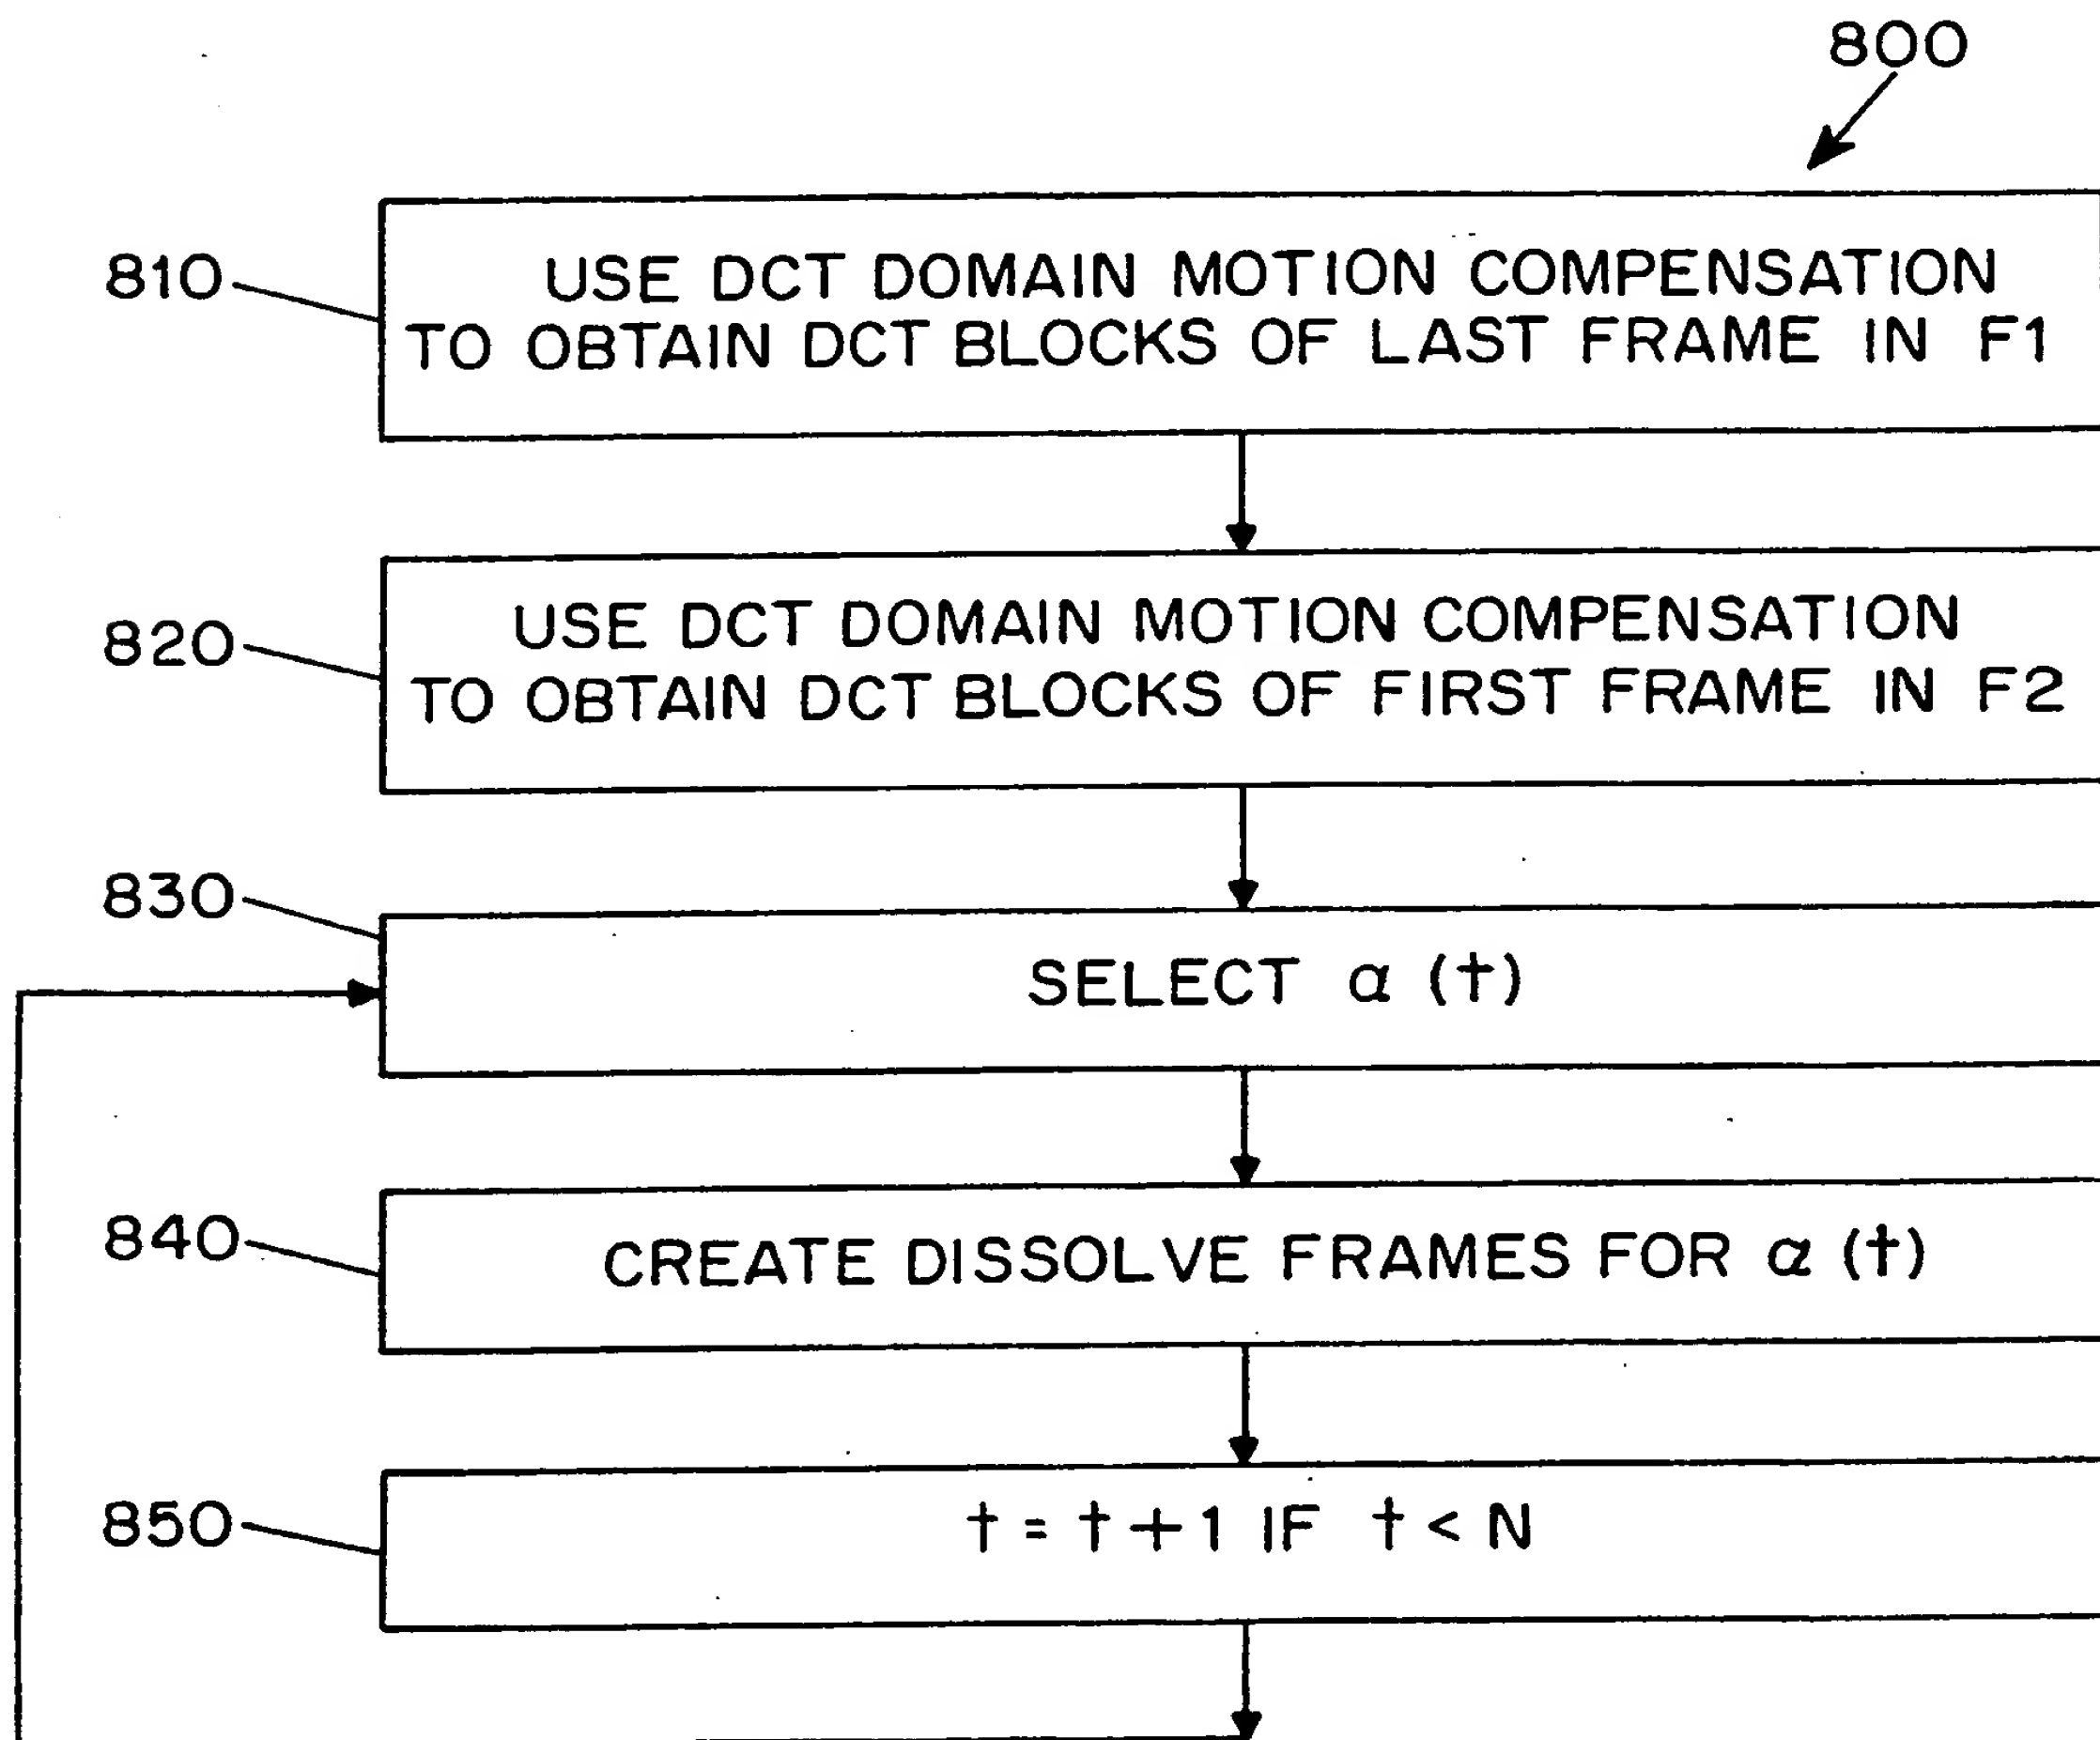 800
810
USE DCT DOMAIN MOTION COMPENSATION
TO OBTAIN DCT BLOCKS OF LAST FRAME IN F1
820
USE DCT DOMAIN MOTION COMPENSATION
TO OBTAIN DCT BLOCKS OF FIRST FRAME IN F2
830
SELECT α (t)
840
CREATE DISSOLVE FRAMES FOR α (t)
850
t = t + 1 IF t < N